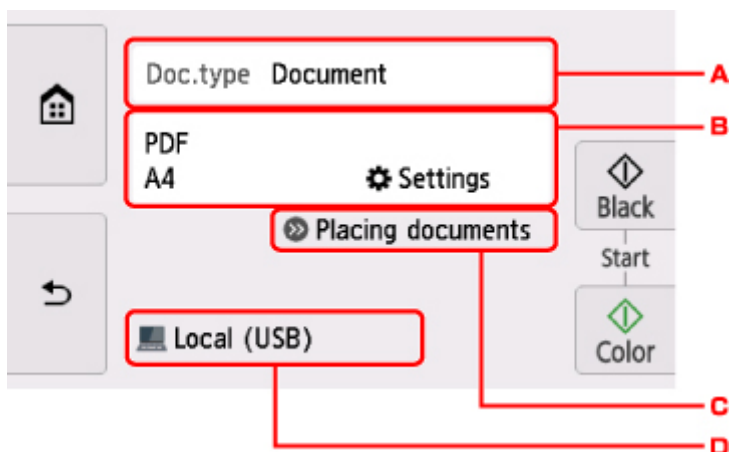 Doc.type Document
A
B
PDF
A4
Settings
Black
Placing documents
Start
Local (USB)
Color
C
D